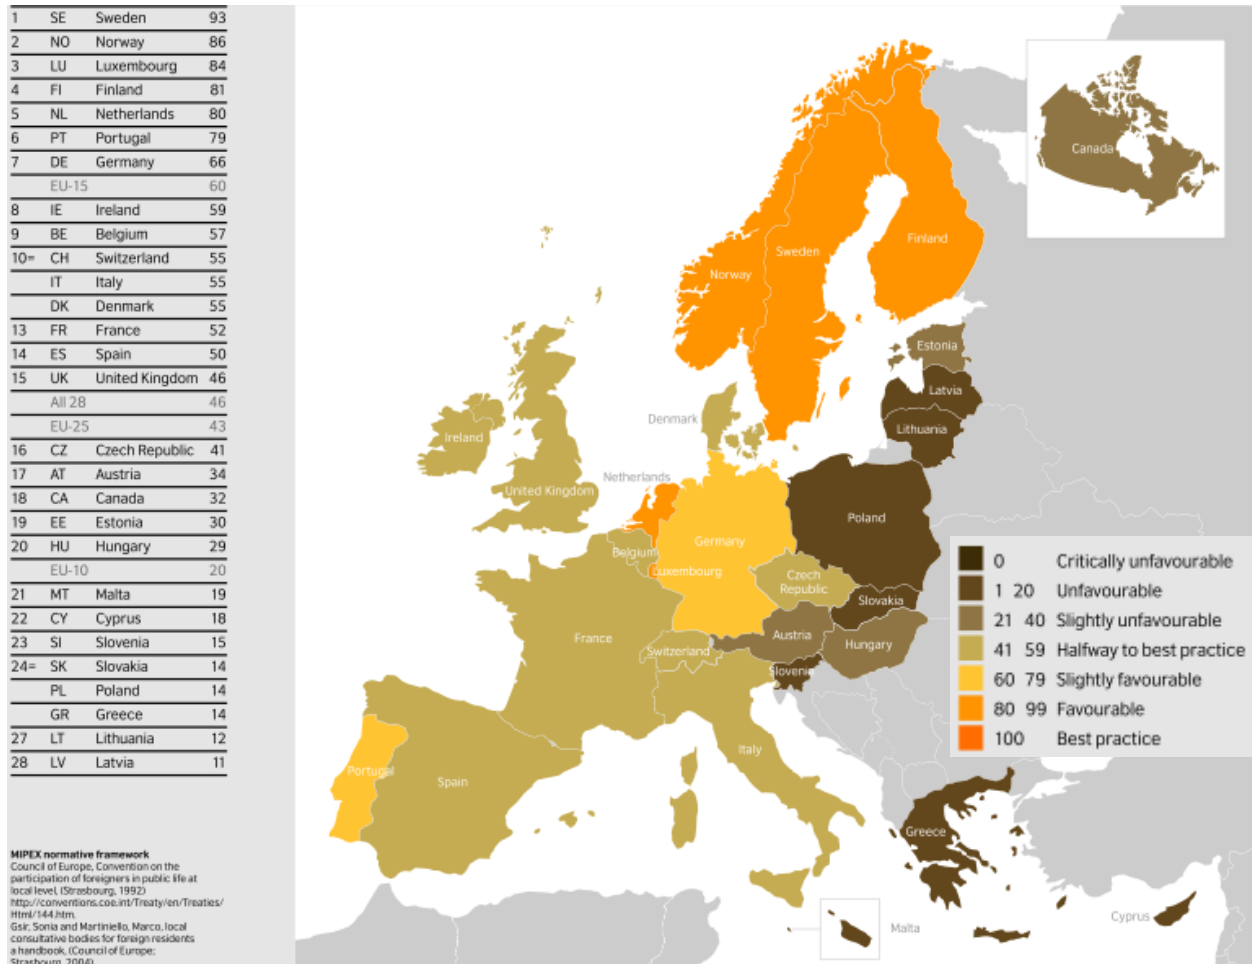 1 SE Sweden 93
2 NO Norway 86
3 LU Luxembourg 84
4 FI Finland 81
5 NL Netherlands 80
6 PT Portugal 79
7 DE Germany 66
EU-15 60
8 IE Ireland 59
9 BE Belgium 57
10= CH Switzerland 55
IT Italy 55
DK Denmark 55
13 FR France 52
14 ES Spain 50
15 UK United Kingdom 46
All 28 46
EU-25 43
16 CZ Czech Republic 41
17 AT Austria 34
18 CA Canada 32
19 EE Estonia 30
20 HU Hungary 29
EU-10 20
21 MT Malta 19
22 CY Cyprus 18
23 SI Slovenia 15
24= SK Slovakia 14
PL Poland 14
GR Greece 14
27 LT Lithuania 12
28 LV Latvia 11
MIPEX normative framework
Council of Europe, Convention on the
participation of foreigners in public life at
local level, (Strasbourg, 1992)
http://conventions.coe.int/Treaty/en/Treaties/
Html/144.htm.
Gsir, Sonia and Martiniello, Marco, local
consultative bodies for foreign residents
a handbook, (Council of Europe;
Strasbourg, 2004)
Canada
Finland
Sweden
Norway
Estonia
Latvia
Denmark
Lithuania
Ireland
Netherlands
United Kingdom
Poland
Germany
Belgium
Luxembourg
Czech
Republic
Slovakia
Austria
France
Hungary
Switzerland
Slovenia
Italy
Portugal
Spain
Greece
Cyprus
Malta
0 Critically unfavourable
1 20 Unfavourable
21 40 Slightly unfavourable
41 59 Halfway to best practice
60 79 Slightly favourable
80 99 Favourable
100 Best practice